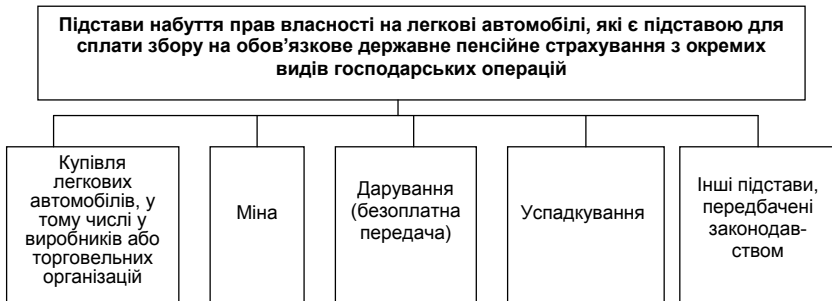 Підстави набуття прав власності на легкові автомобілі, які є підставою для
сплати збору на обов’язкове державне пенсійне страхування з окремих
видів господарських операцій
Купівля
легкових
автомобілів, у
тому числі у
виробників або
торговельних
організацій
Міна
Дарування
(безоплатна
передача)
Успадкування
Інші підстави,
передбачені
законодав-
ством